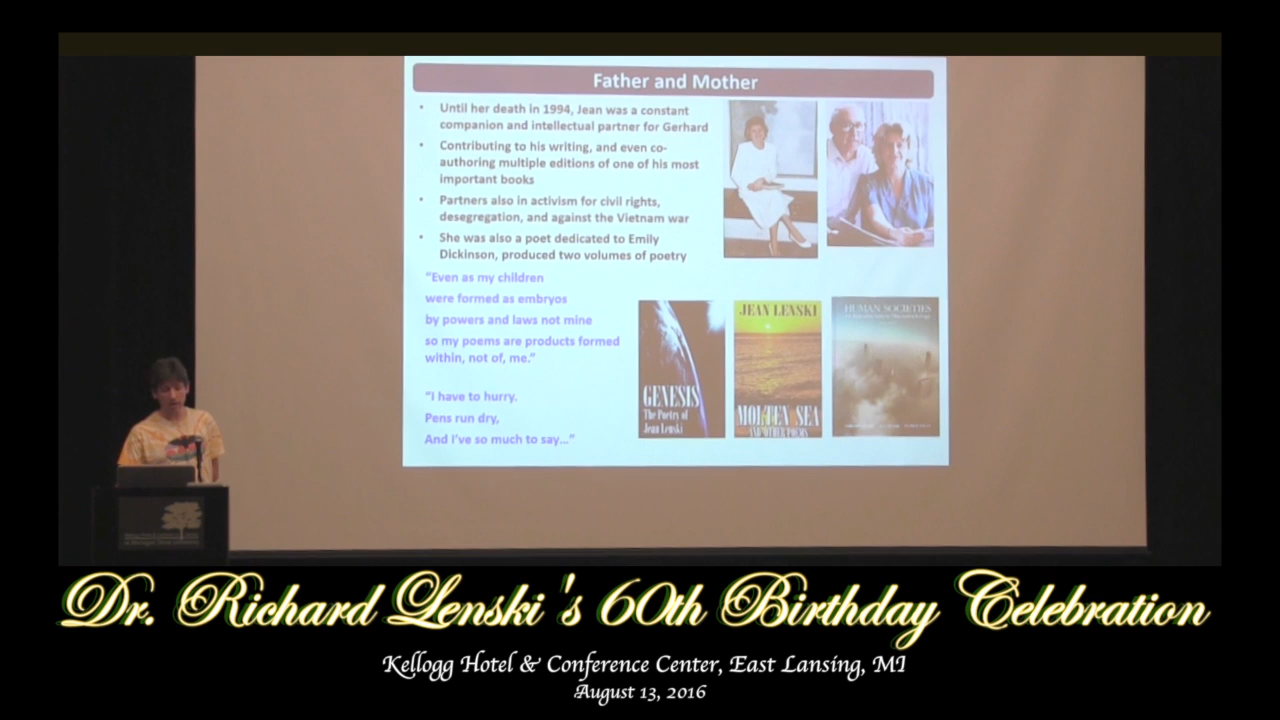 Father and Mother
• Until her death in 1994, Jean was a constant
companion and intellectual partner for Gerhard
• Contributing to his writing, and even co-
authoring multiple editions of one of his most
important books
• Partners also in activism for civil rights,
desegregation, and against the Vietnam war
• She was also a poet dedicated to Emily
Dickinson, produced two volumes of poetry
“Even as my children
were formed as embryos
by powers and laws not mine
so my poems are products formed
within, not of, me.”
“I have to hurry.
Pens run dry,
And I’ve so much to say…”
GENESIS
The Poetry of
Jean Lenski
JEAN LENSKI
MOLTEN SEA
AND OTHER POEMS
HUMAN SOCIETIES
Dr. Richard Lenski's 60th Birthday Celebration
Kellogg Hotel & Conference Center, East Lansing, MI
August 13, 2016